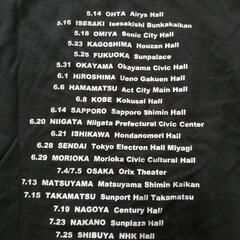 5.14 OHTA Airys Hall
5.16 ISESAKI Isesakishi Bunkakaikan
5.18 OMIYA Sonic City Hall
5.23 KAGOSHIMA Houzan Hall
5.25 FUKUOKA Sunpalace
5.31 OKAYAMA Okayama Civic Hall
6.1 HiROSHIMA Ueno Gakuen Hall
6.6 HAMAMATSU Act City Main Hall
6.8 KOBE Kokusai Hall
6.14 SAPPORO Sapporo Shimin Hall
6.20 NIIGATA Niigata Prefectural Civic Center
6.21 ISHIKAWA Hondanomori Hall
6.28 SENDAI Tokyo Electron Hall Miyagi
6.29 MORIOKA Morioka Civic Cultural Hall
7.4/7.5 OSAKA Orix Theater
7.13 MATSUYAMA Matsuyama Shimin Kaikan
7.15 TAKAMATSU Sunport Hall Takamatsu
7.19 NAGOYA Century Hall
7.23 NAKANO Sunplaza Hall
7.25 SHIBUYA NHK Hall